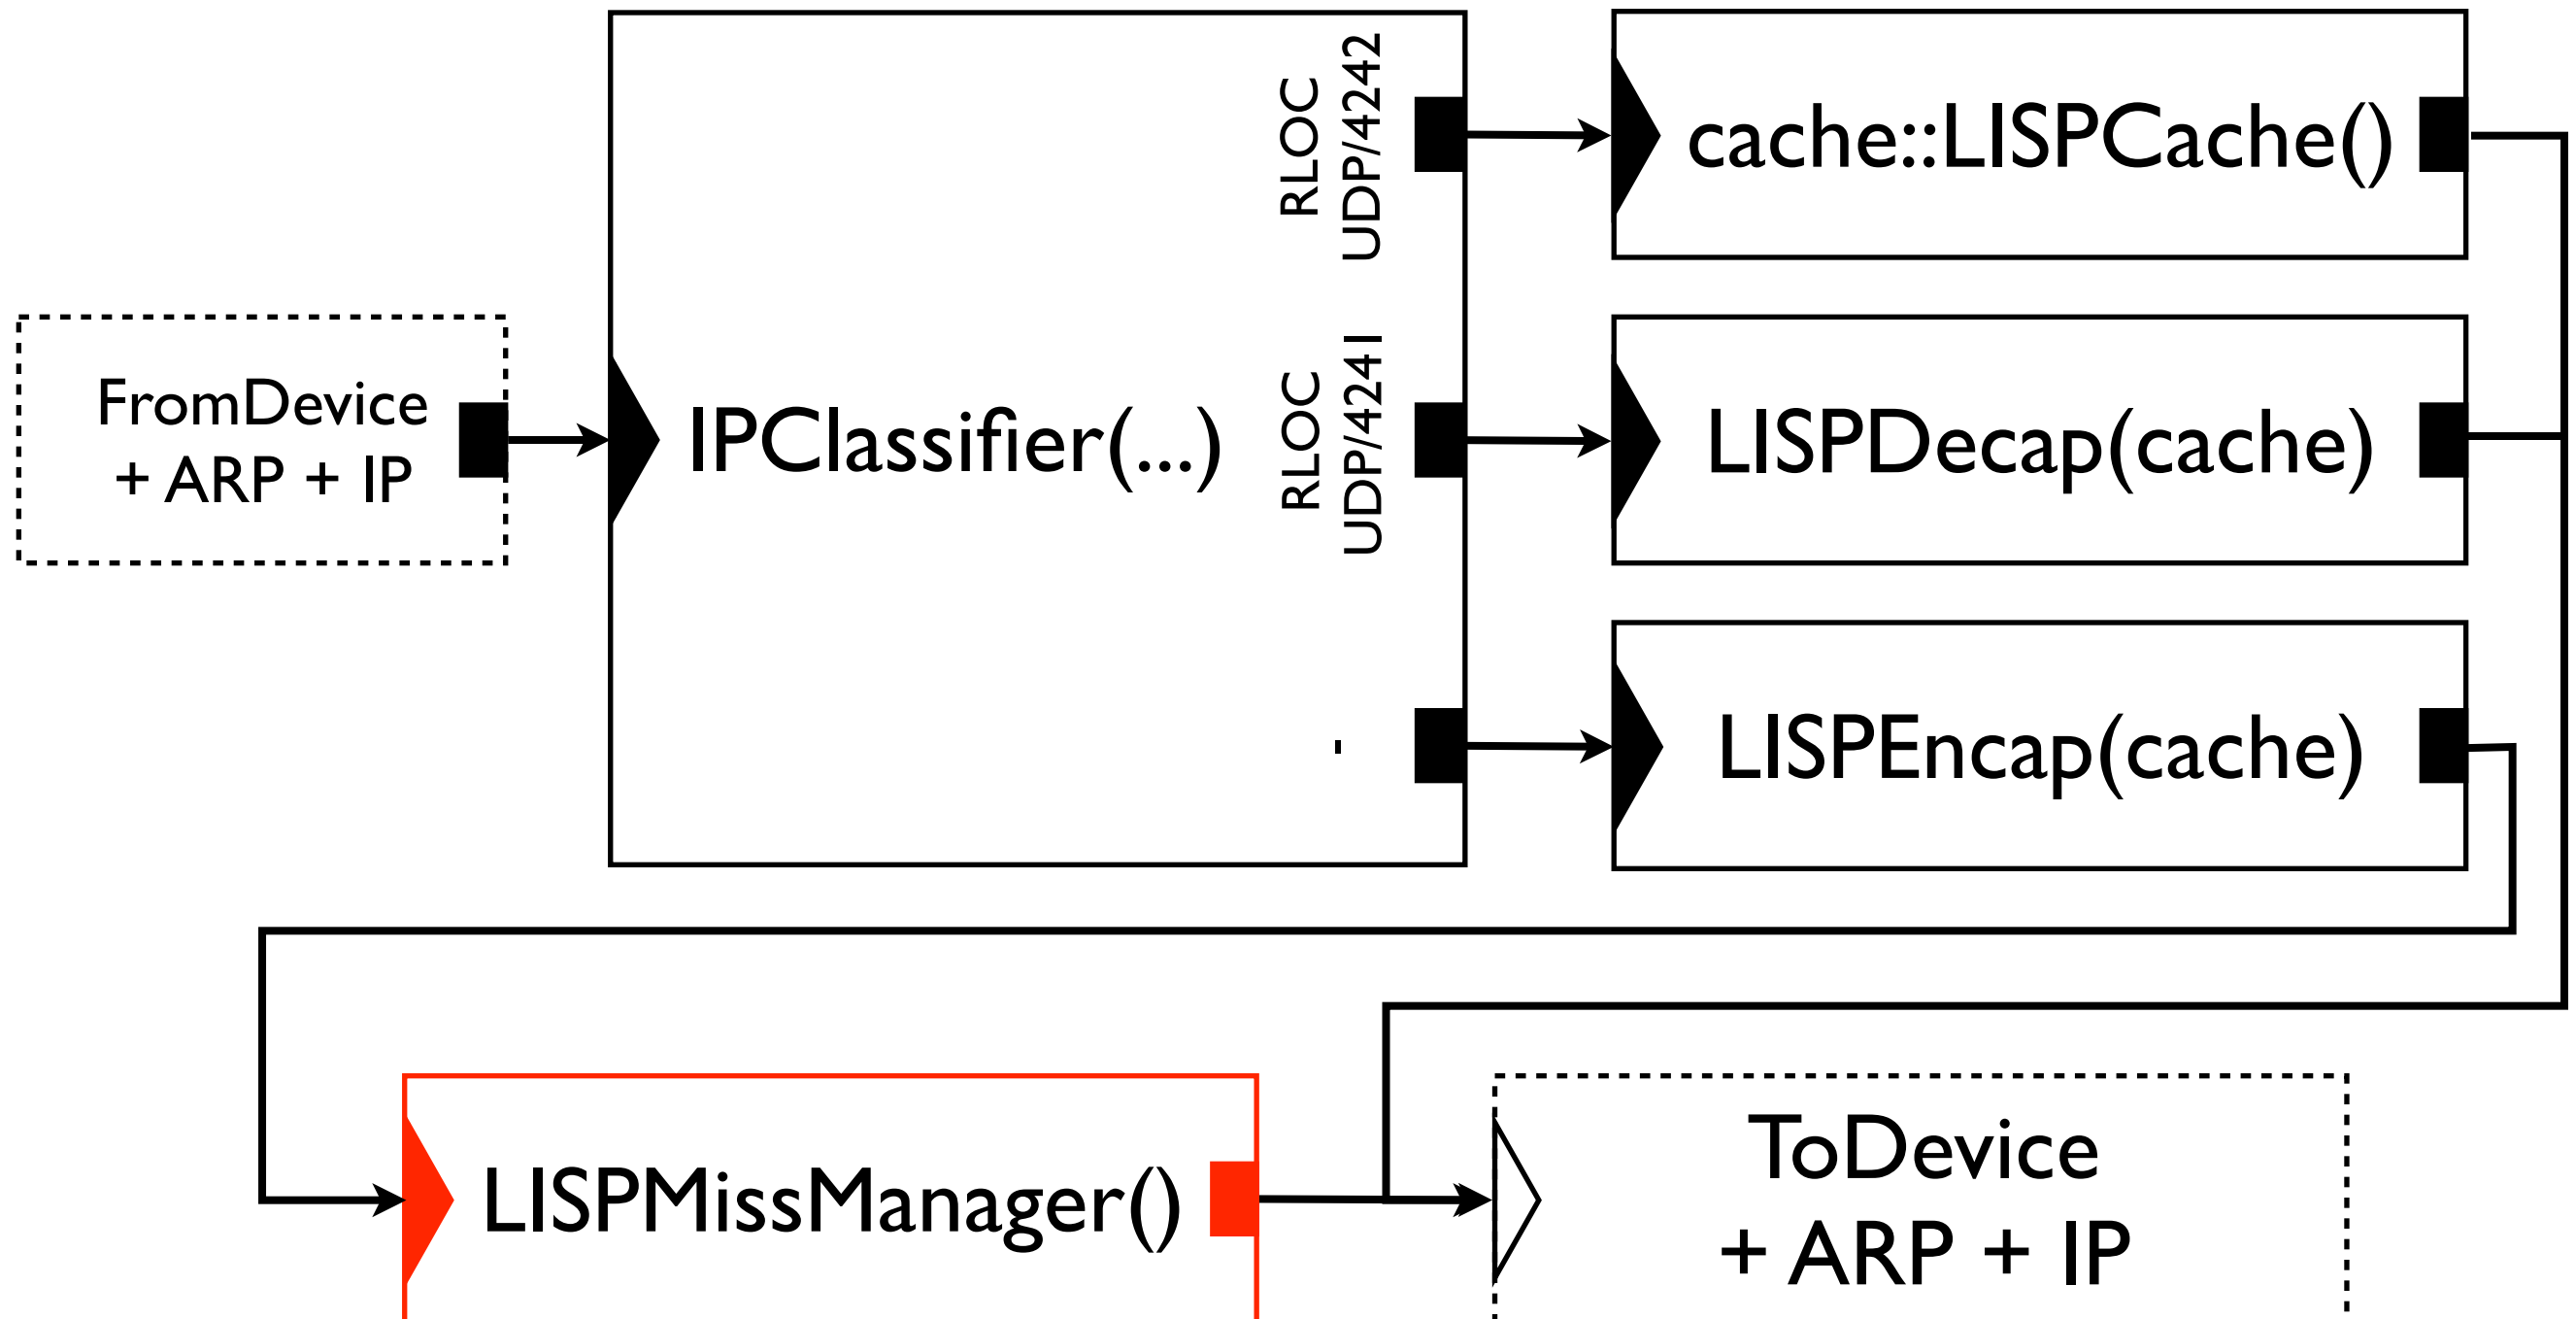 RLOC
UDP/4242
cache::LISPCache()
FromDevice
+ ARP + IP
IPClassifier(...)
RLOC
UDP/4241
LISPDecap(cache)
-
LISPEncap(cache)
LISPMissManager()
ToDevice
+ ARP + IP